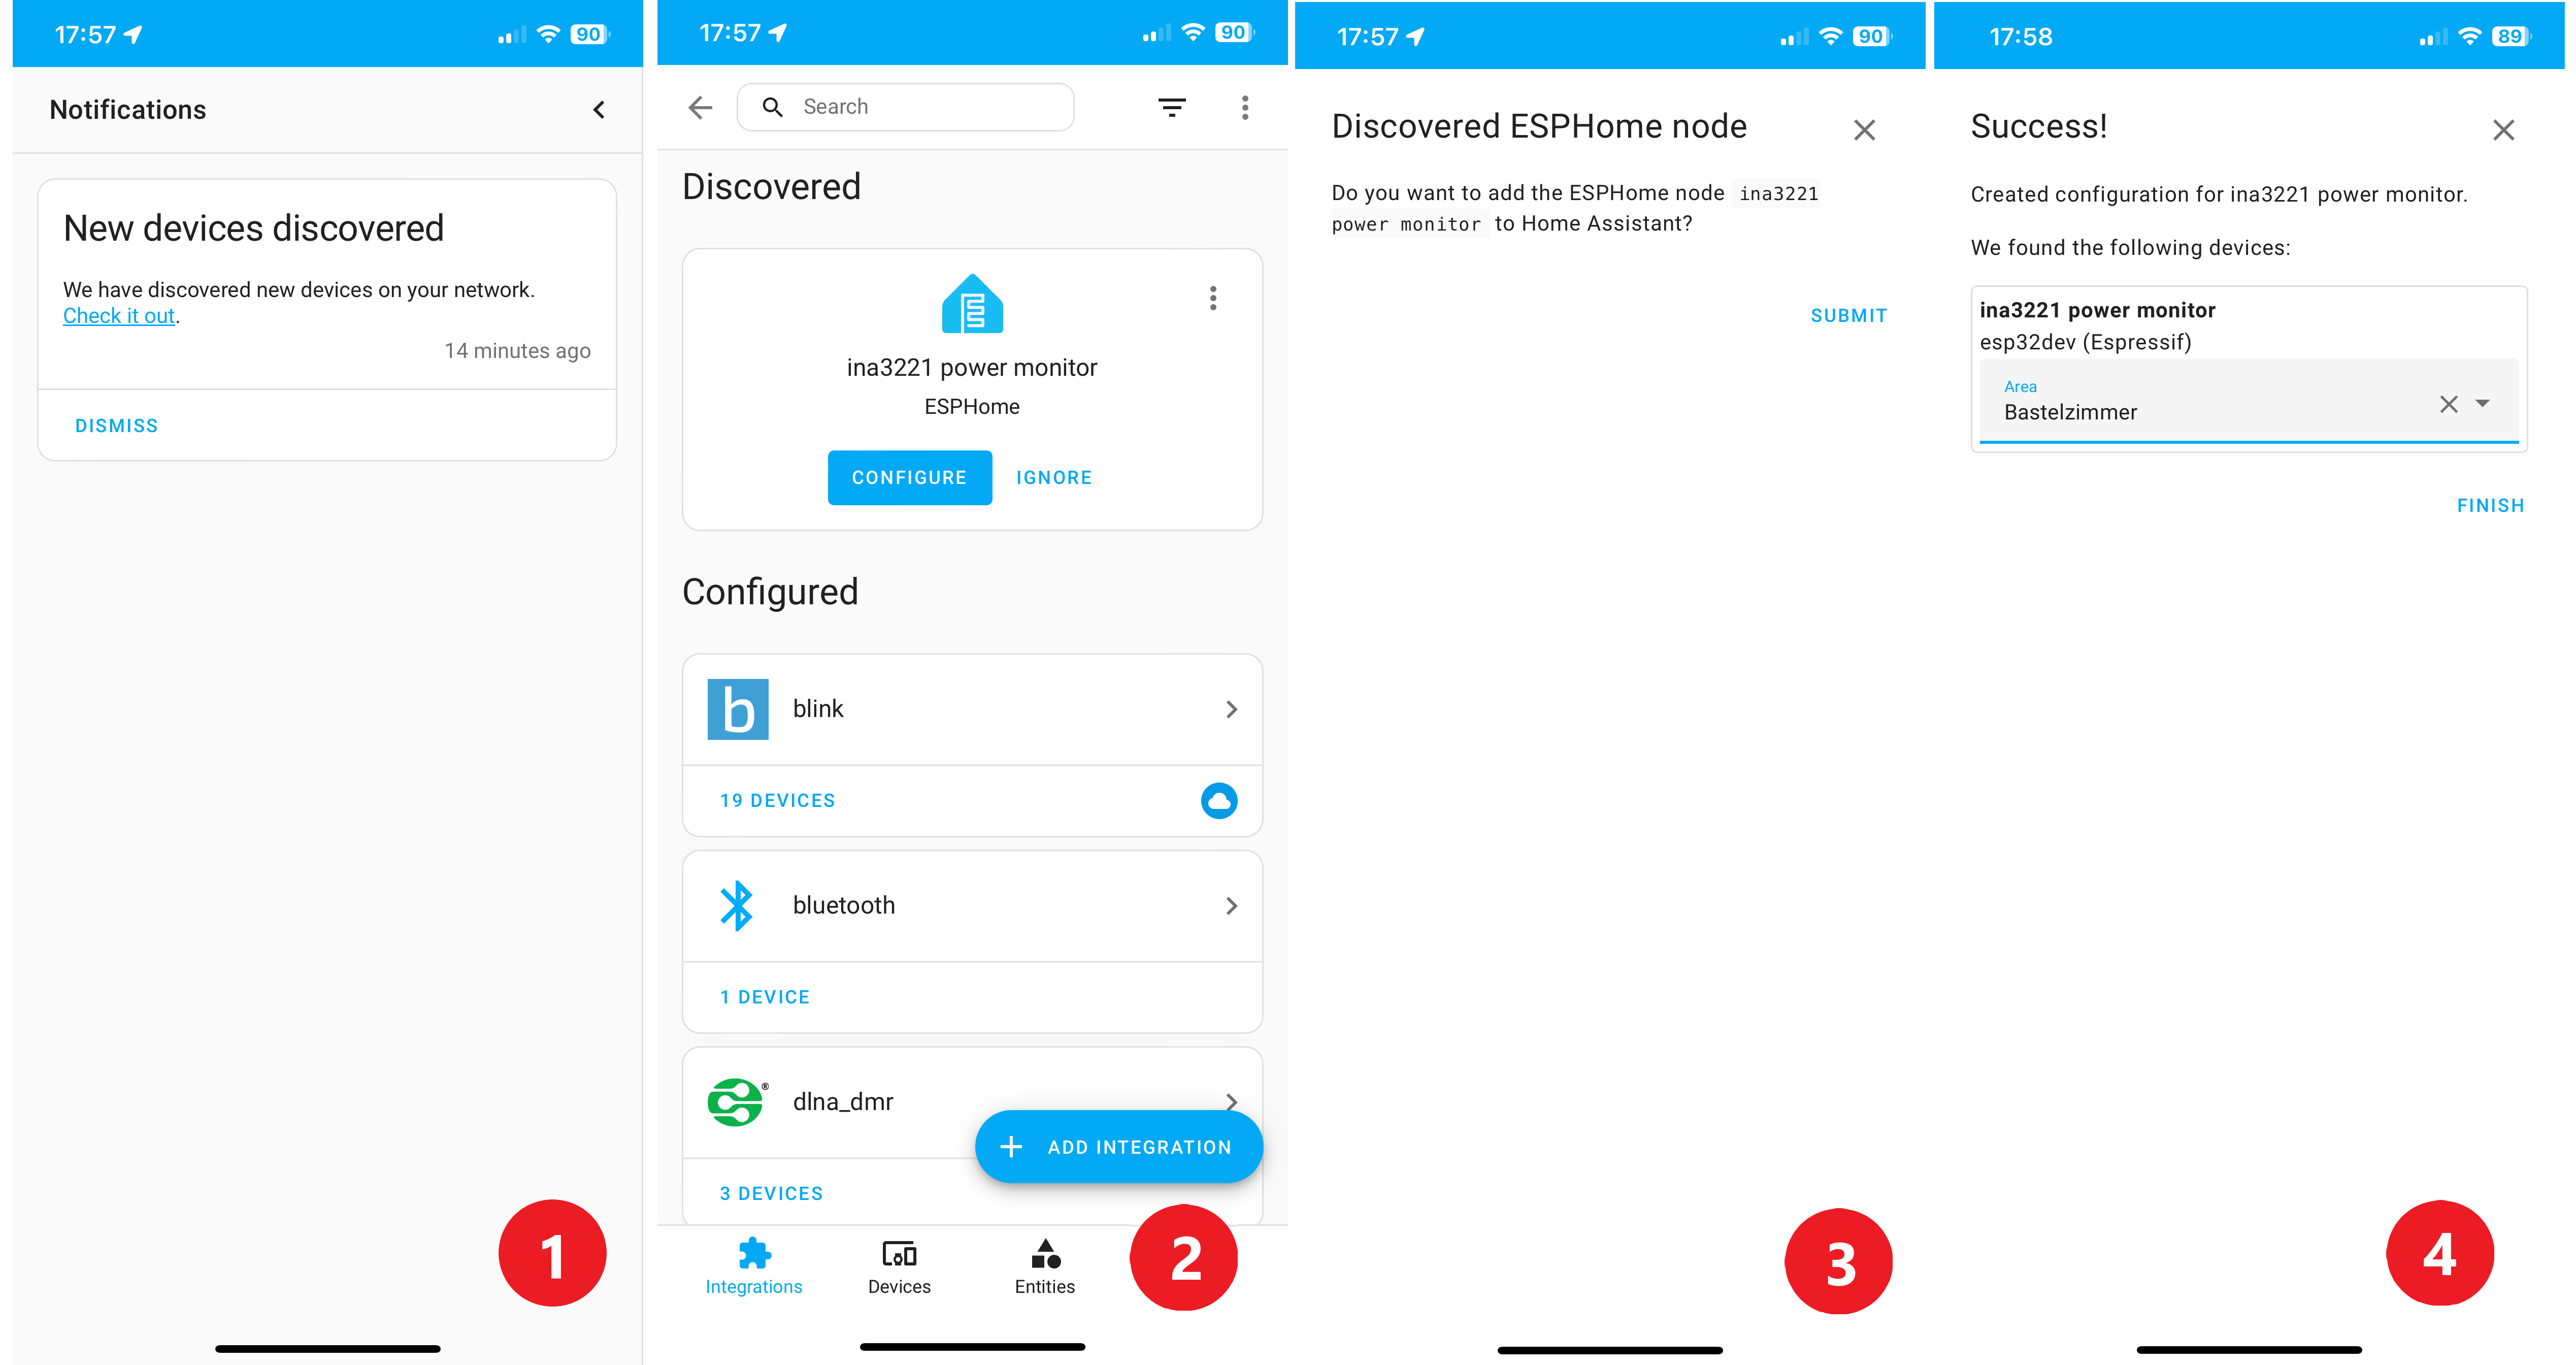 17:57
90
Notifications
New devices discovered
We have discovered new devices on your network.
Check it out.
14 minutes ago
DISMISS
1
17:57
90
Search
Discovered
ina3221 power monitor
ESPHome
CONFIGURE
IGNORE
Configured
b
blink
19 DEVICES
bluetooth
1 DEVICE
®
dlna_dmr
ADD INTEGRATION
3 DEVICES
Integrations
Devices
Entities
2
17:57
90
Discovered ESPHome node
Do you want to add the ESPHome node ina3221
power monitor to Home Assistant?
SUBMIT
3
17:58
89
Success!
Created configuration for ina3221 power monitor.
We found the following devices:
ina3221 power monitor
esp32dev (Espressif)
Area
Bastelzimmer
FINISH
4